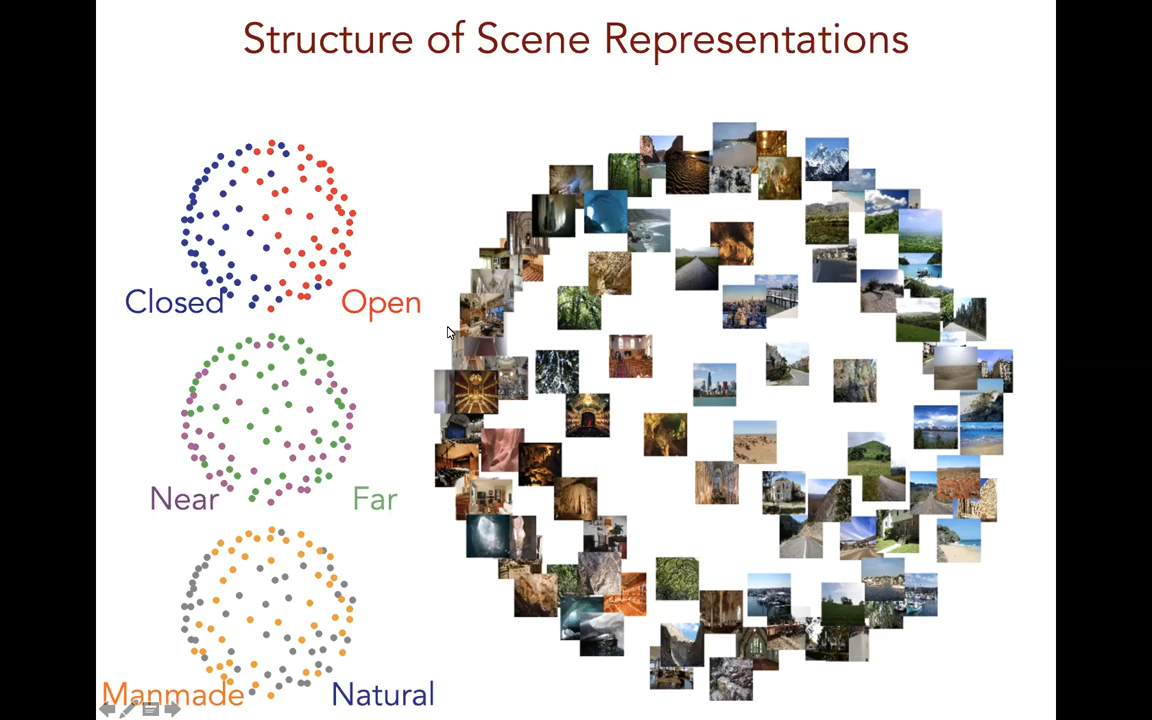 Structure of Scene Representations
Closed Open
Near Far
Manmade Natural